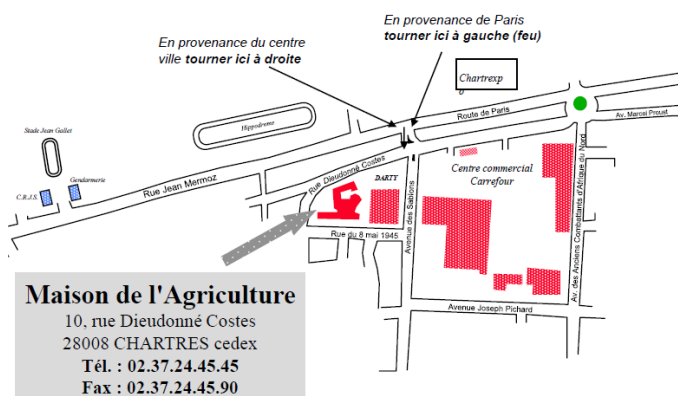 En provenance de Paris
tourner ici à gauche (feu)
En provenance du centre
ville tourner ici à droite
Chartrexp
o
Stade Jean Gallet
Hippodrome
Route de Paris
Av. Marcel Proust
Gendarmerie
C.R.J.S.
Rue Jean Mermoz
Rue Dieudonné Costes
DARTY
Centre commercial
Carrefour
Rue du 8 mai 1945
Avenue des Sablons
Av. des Anciens Combattants d'Afrique du Nord
Avenue Joseph Pichard
Maison de l'Agriculture
10, rue Dieudonné Costes
28008 CHARTRES cedex
Tél. : 02.37.24.45.45
Fax : 02.37.24.45.90